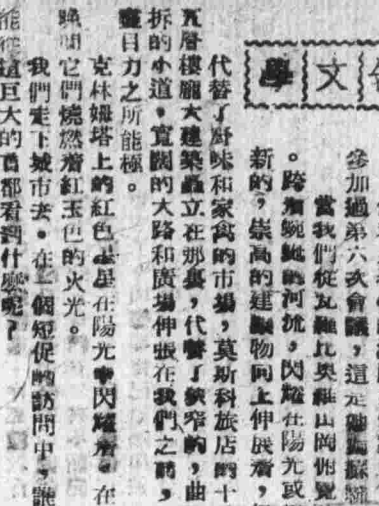 文學
參加過第六次會議，這是
當我們從瓦羅比奧維山岡俯覽
。跨着蜿蜒的河流，閃耀在陽光或
新的，崇高的建築物向上伸展着，
代替了野味和家禽的市場，莫斯科旅店的十
五層樓龐大建築矗立在那裏，代替了狹窄的，曲
折的小道，寬闊的大路和廣場伸張在我們之前，
盡目力之所能極。
克林姆塔上的紅色星在陽光中閃耀着。在
晚間它們燒燃着紅玉色的火光。
我們走下城市去。在一個短促的訪問中，誰
能在這巨大的首都看到什麼呢？